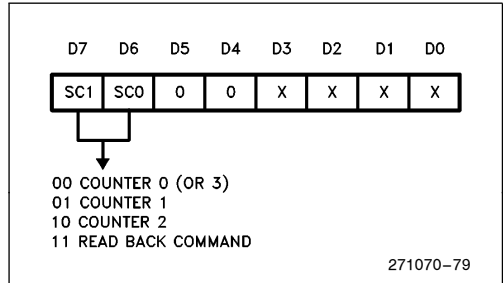 D7 D6 D5 D4 D3 D2 D1 D0
SC1 SC0 0 0 X X X X
00 COUNTER 0 (OR 3)
01 COUNTER 1
10 COUNTER 2
11 READ BACK COMMAND
271070–79